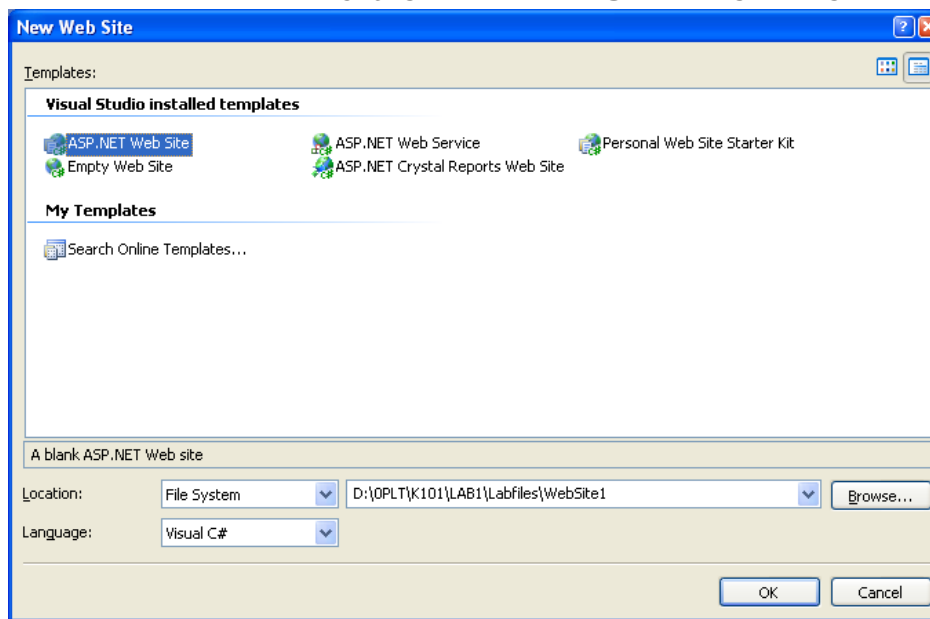 New Web Site
Templates:
Visual Studio installed templates
ASP.NET Web Site ASP.NET Web Service Personal Web Site Starter Kit
Empty Web Site ASP.NET Crystal Reports Web Site
My Templates
Search Online Templates...
A blank ASP.NET Web site
Location: File System D:\0PLT\K101\LAB1\Labfiles\WebSite1 Browse...
Language: Visual C#
OK Cancel